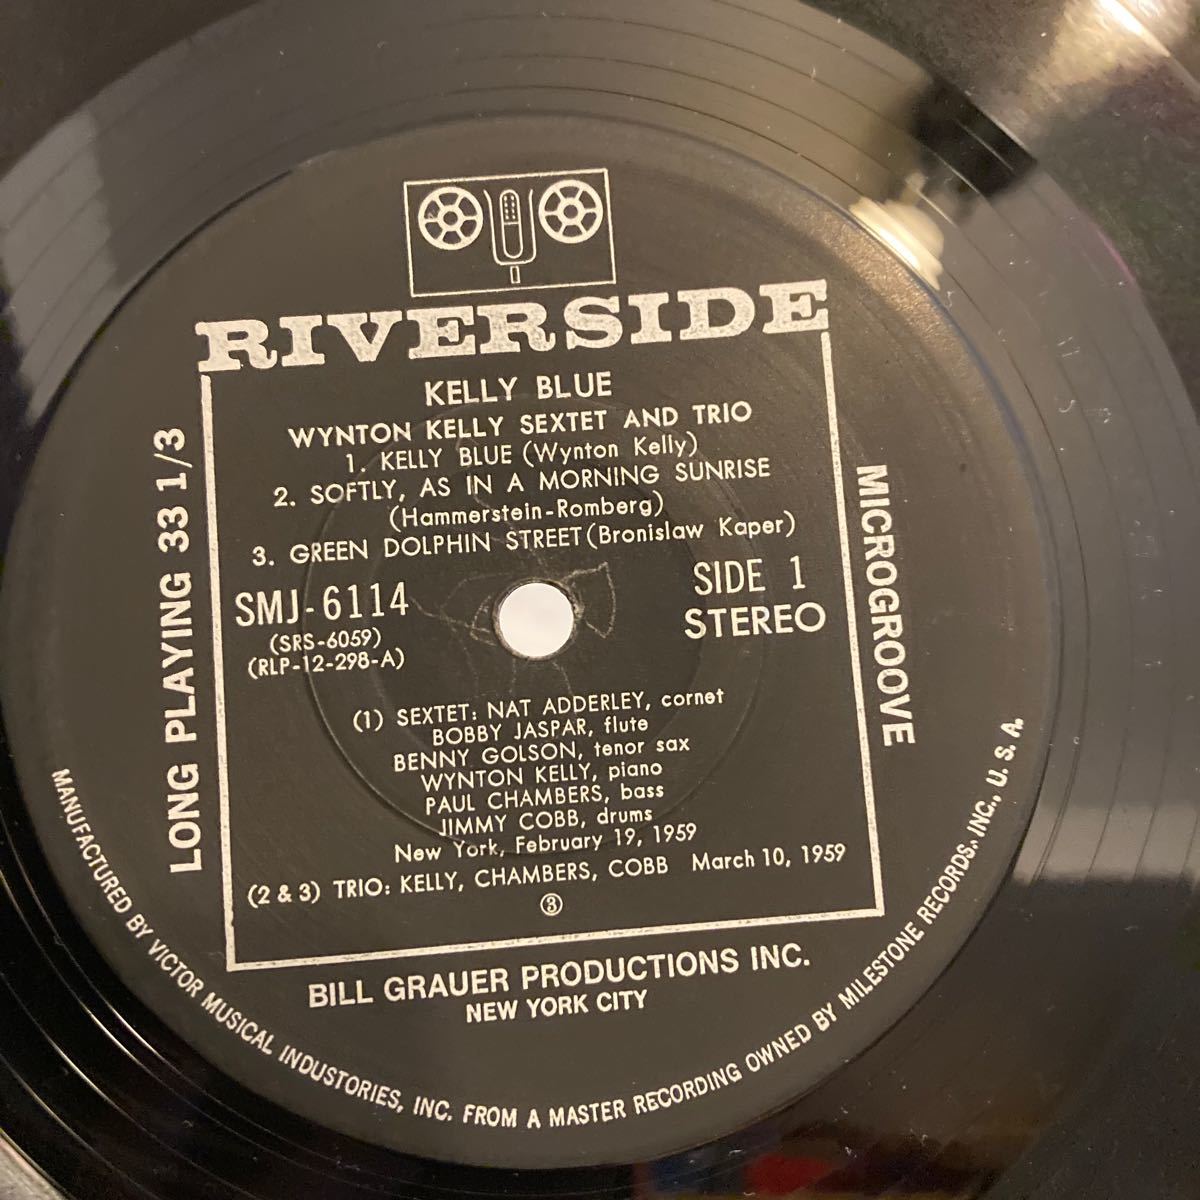 RIVERSIDE
KELLY BLUE
WYNTON KELLY SEXTET AND TRIO
1. KELLY BLUE (Wynton Kelly)
2. SOFTLY, AS IN A MORNING SUNRISE
(Hammerstein-Romberg)
3. GREEN DOLPHIN STREET (Bronislaw Kaper)
SMJ-6114
(SRS-6059)
(RLP-12-298-A)
SIDE 1
STEREO
(1) SEXTET: NAT ADDERLEY, cornet
BOBBY JASPAR, flute
BENNY GOLSON, tenor sax
WYNTON KELLY, piano
PAUL CHAMBERS, bass
JIMMY COBB, drums
New York, February 19, 1959
(2 & 3) TRIO: KELLY, CHAMBERS, COBB March 10, 1959
③
LONG PLAYING 33 1/3
MICROGROOVE
BILL GRAUER PRODUCTIONS INC.
NEW YORK CITY
MANUFACTURED BY VICTOR MUSICAL INDUSTORIES, INC. FROM A MASTER RECORDING OWNED BY MILESTONE RECORDS, INC., U. S. A.